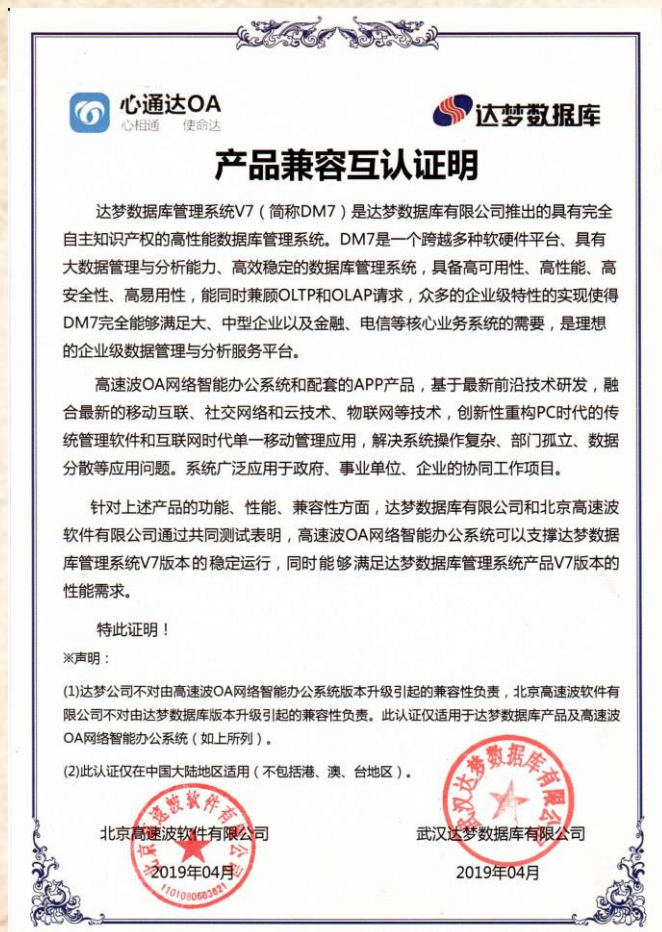 心通达OA
心相通 使命达
达梦数据库
产品兼容互认证明
达梦数据库管理系统V7（简称DM7）是达梦数据库有限公司推出的具有完全
自主知识产权的高性能数据库管理系统。DM7是一个跨越多种软硬件平台、具有
大数据管理与分析能力、高效稳定的数据库管理系统，具备高可用性、高性能、高
安全性、高易用性，能同时兼顾OLTP和OLAP请求，众多的企业级特性的实现使得
DM7完全能够满足大、中型企业以及金融、电信等核心业务系统的需要，是理想
的企业级数据管理与分析服务平台。
高速波OA网络智能办公系统和配套的APP产品，基于最新前沿技术研发，融
合最新的移动互联、社交网络和云技术、物联网等技术，创新性重构PC时代的传
统管理软件和互联网时代单一移动管理应用，解决系统操作复杂、部门孤立、数据
分散等应用问题。系统广泛应用于政府、事业单位、企业的协同工作项目。
针对上述产品的功能、性能、兼容性方面，达梦数据库有限公司和北京高速波
软件有限公司通过共同测试表明，高速波OA网络智能办公系统可以支撑达梦数据
库管理系统V7版本的稳定运行，同时能够满足达梦数据库管理系统产品V7版本的
性能需求。
特此证明！
※声明：
(1)达梦公司不对由高速波OA网络智能办公系统版本升级引起的兼容性负责，北京高速波软件有
限公司不对由达梦数据库版本升级引起的兼容性负责。此认证仅适用于达梦数据库产品及高速波
OA网络智能办公系统（如上所列）。
(2)此认证仅在中国大陆地区适用（不包括港、澳、台地区）。
北京高速波软件有限公司
武汉达梦数据库有限公司
2019年04月
2019年04月
北京高速波软件有限公司
1101080683621
武汉达梦数据库有限公司